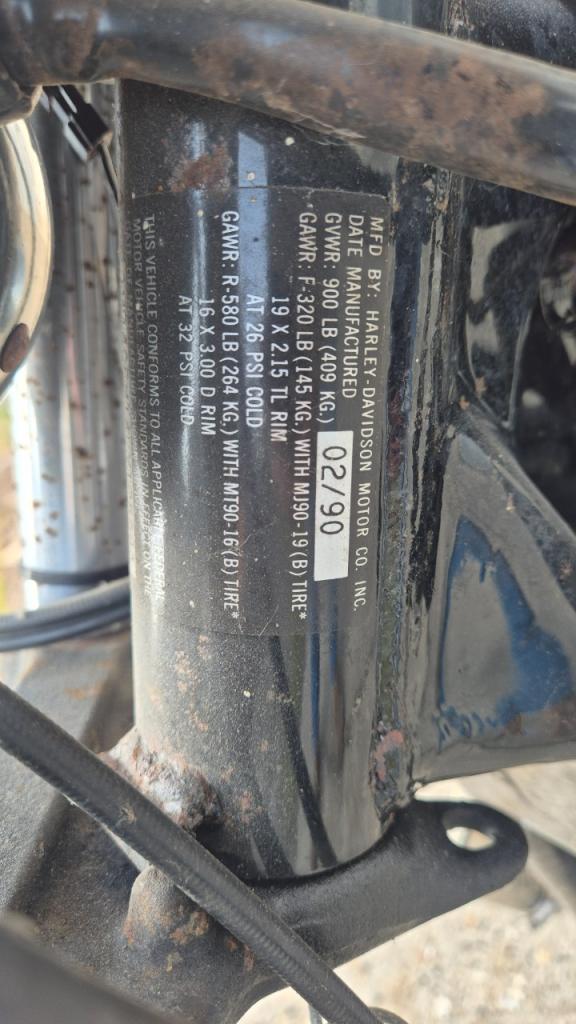 MFD BY: HARLEY-DAVIDSON MOTOR CO. INC.
DATE MANUFACTURED 02/90
GVWR: 900 LB (409 KG.)
GAWR: F-320 LB (145 KG.) WITH MJ90-19 (B) TIRE*
19 X 2.15 TL RIM
AT 26 PSI COLD
GAWR: R-580 LB (264 KG.) WITH MT90-16 (B) TIRE*
16 X 3.00 D RIM
AT 32 PSI COLD
THIS VEHICLE CONFORMS TO ALL APPLICABLE FEDERAL
MOTOR VEHICLE SAFETY STANDARDS IN EFFECT ON THE